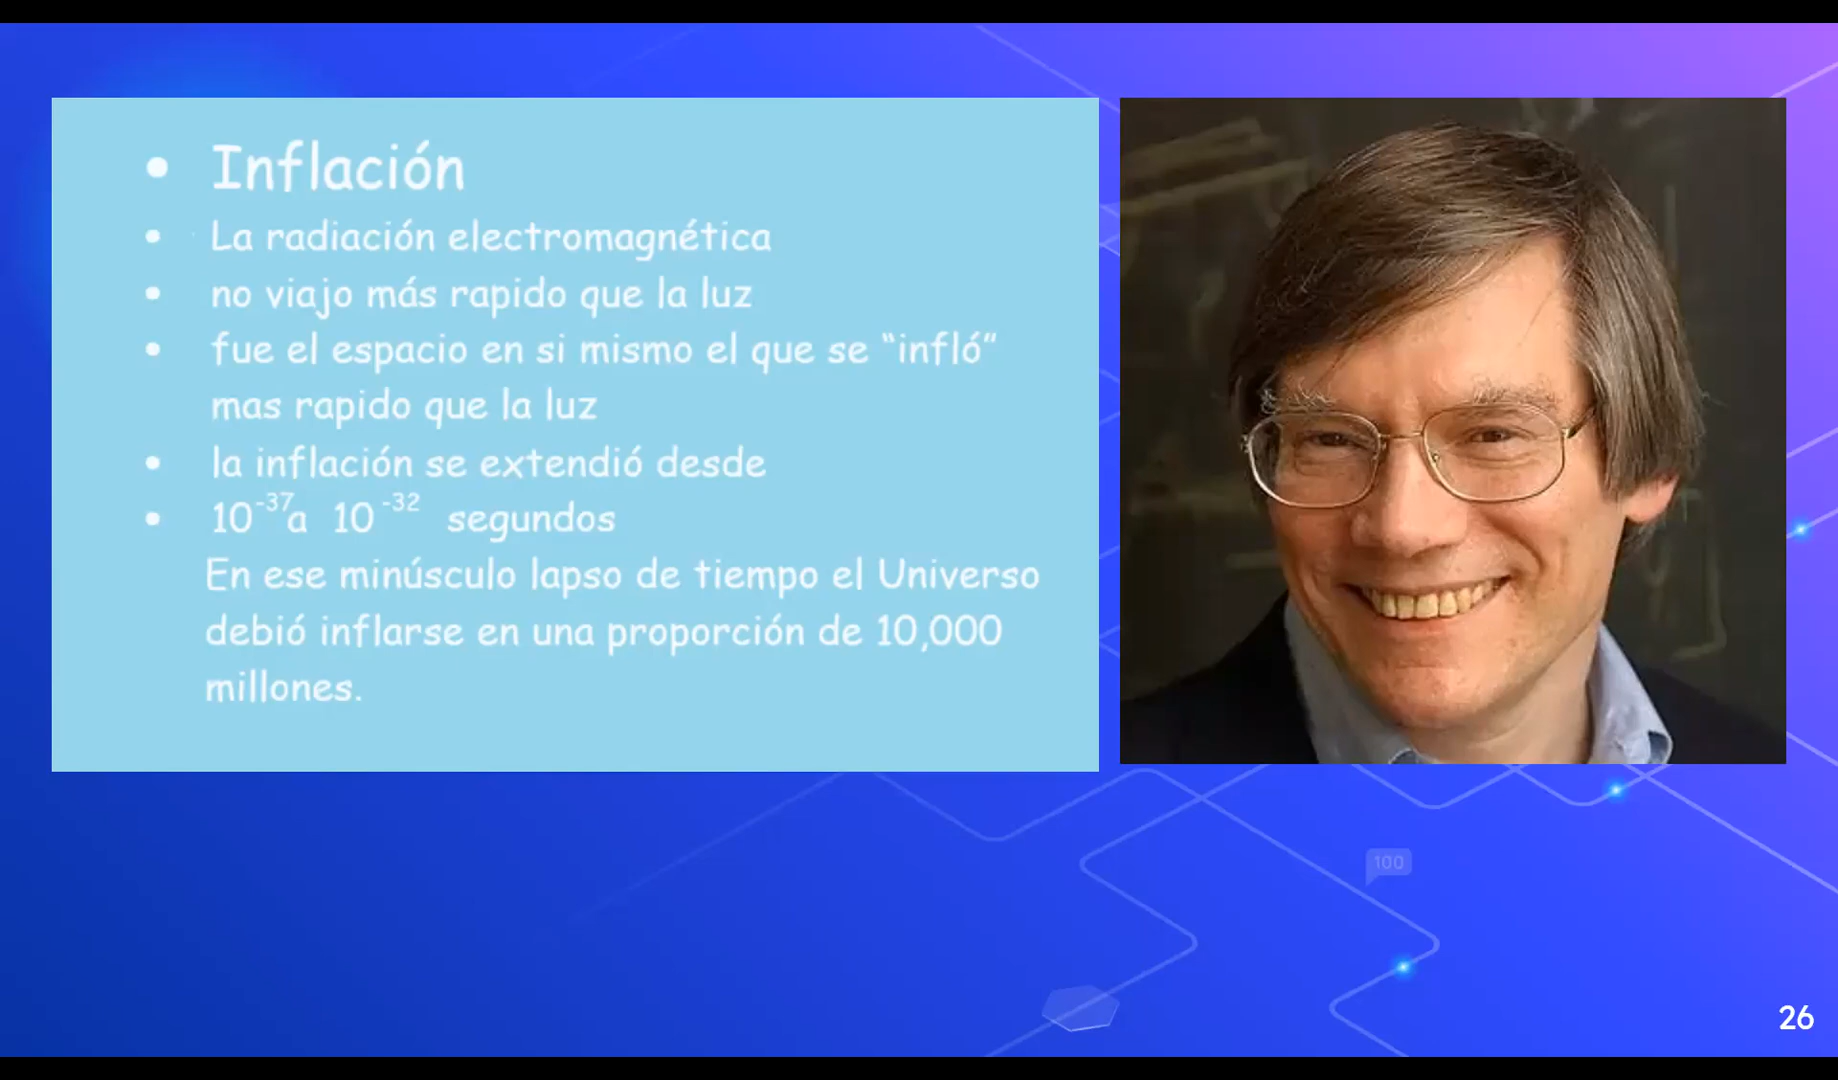 • Inflación
• La radiación electromagnética
• no viajo más rapido que la luz
• fue el espacio en si mismo el que se “infló”
mas rapido que la luz
• la inflación se extendió desde
• 10⁻³⁷a 10⁻³² segundos
En ese minúsculo lapso de tiempo el Universo
debió inflarse en una proporción de 10,000
millones.
100
26